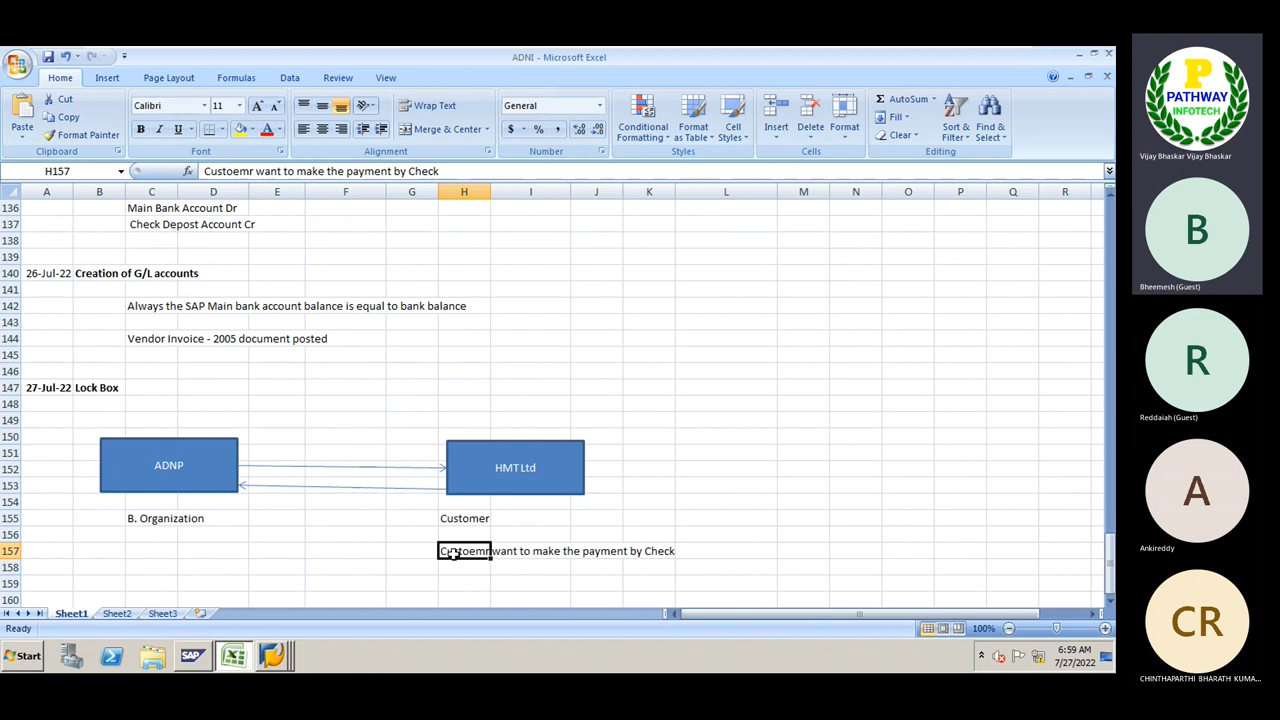 ADNI - Microsoft Excel
Home Insert Page Layout Formulas Data Review View
Paste Cut Copy Format Painter Clipboard
Calibri 11 Font
Wrap Text Merge & Center Alignment
General Number
Conditional Formatting Format as Table Cell Styles Styles
Insert Delete Format Cells
AutoSum Fill Clear Sort & Filter Find & Select Editing
H157 fx Custoemr want to make the payment by Check
A B C D E F G H I J K L M N O P Q R
136 Main Bank Account Dr
137 Check Depost Account Cr
138
139
140 26-Jul-22 Creation of G/L accounts
141
142 Always the SAP Main bank account balance is equal to bank balance
143
144 Vendor Invoice - 2005 document posted
145
146
147 27-Jul-22 Lock Box
148
149
150
151
152 ADNP HMT Ltd
153
154
155 B. Organization Customer
156
157 Custoemr want to make the payment by Check
158
159
160
Sheet1 Sheet2 Sheet3
Ready 100%
Start SAP 6:59 AM
7/27/2022
P
PATHWAY
INFOTECH
Vijay Bhaskar Vijay Bhaskar
B
Bheemesh (Guest)
R
Reddaiah (Guest)
A
Ankireddy
CR
CHINTHAPARTHI BHARATH KUMA...